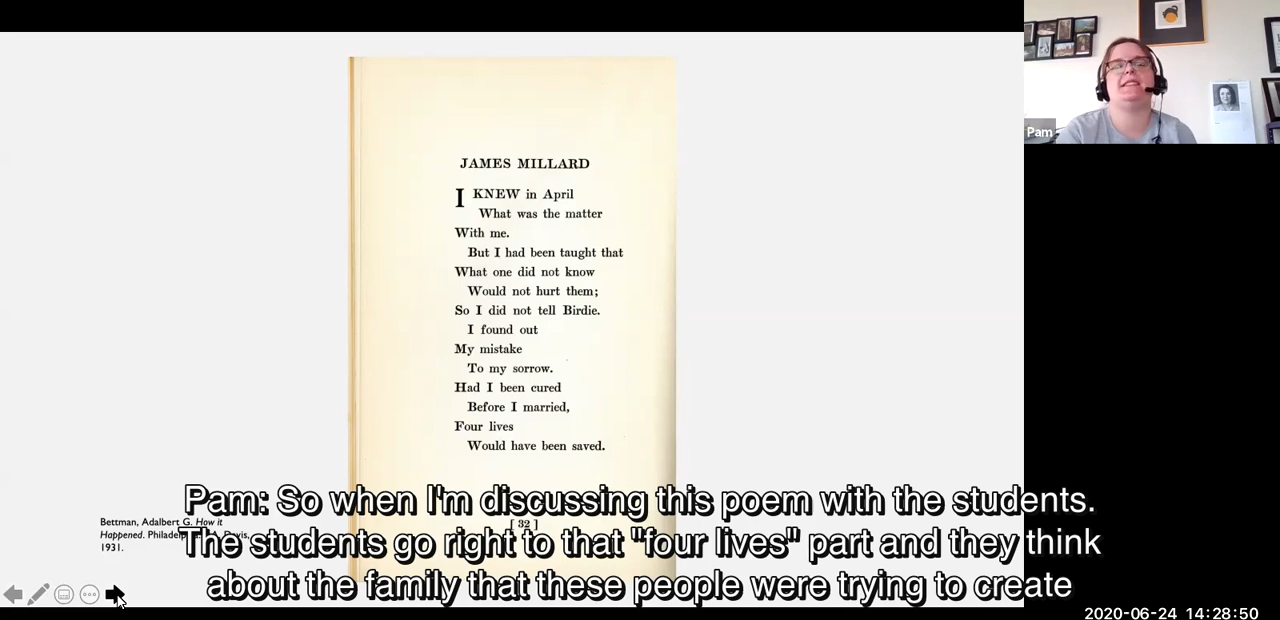 JAMES MILLARD
I KNEW in April
What was the matter
With me.
But I had been taught that
What one did not know
Would not hurt them;
So I did not tell Birdie.
I found out
My mistake
To my sorrow.
Had I been cured
Before I married,
Four lives
Would have been saved.
[ 32 ]
Bettman, Adalbert G. How it
Happened.
1931.
Pam
Pam: So when I'm discussing this poem with the students.
The students go right to that "four lives" part and they think
about the family that these people were trying to create
2020-06-24 14:28:50